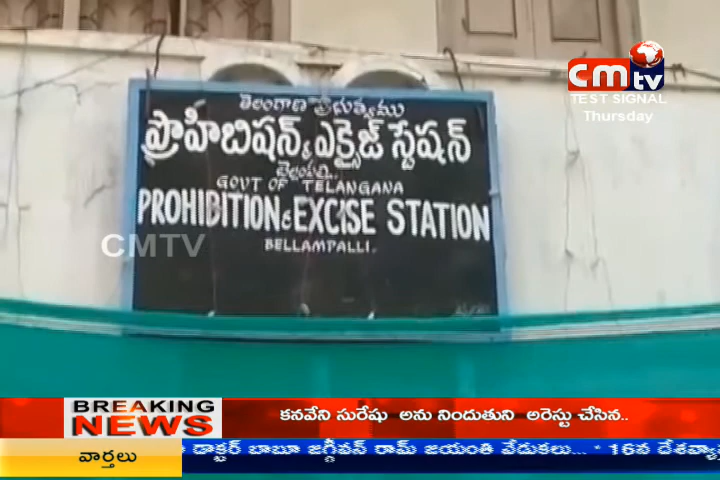 cmtv
TEST SIGNAL
Thursday
తెలంగాణ ప్రభుత్వము
ప్రొహిబిషన్ & ఎక్సైజ్ స్టేషన్
బెల్లంపల్లి..
GOVT OF TELANGANA
PROHIBITION & EXCISE STATION
BELLAMPALLI.
CMTV
BREAKING
NEWS
కనవేని సురేషు అను నిందుతుని అరెస్టు చేసిన..
వార్తలు
డాక్టర్ బాబూ జగ్జీవన్ రామ్ జయంతి వేడుకలు... * 16వ